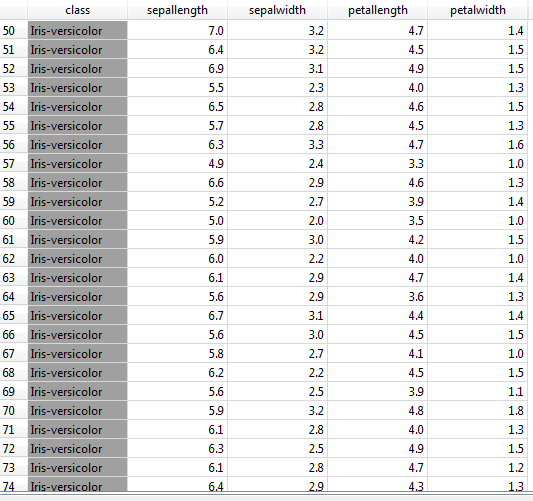 class sepallength sepalwidth petallength petalwidth
50 Iris-versicolor 7.0 3.2 4.7 1.4
51 Iris-versicolor 6.4 3.2 4.5 1.5
52 Iris-versicolor 6.9 3.1 4.9 1.5
53 Iris-versicolor 5.5 2.3 4.0 1.3
54 Iris-versicolor 6.5 2.8 4.6 1.5
55 Iris-versicolor 5.7 2.8 4.5 1.3
56 Iris-versicolor 6.3 3.3 4.7 1.6
57 Iris-versicolor 4.9 2.4 3.3 1.0
58 Iris-versicolor 6.6 2.9 4.6 1.3
59 Iris-versicolor 5.2 2.7 3.9 1.4
60 Iris-versicolor 5.0 2.0 3.5 1.0
61 Iris-versicolor 5.9 3.0 4.2 1.5
62 Iris-versicolor 6.0 2.2 4.0 1.0
63 Iris-versicolor 6.1 2.9 4.7 1.4
64 Iris-versicolor 5.6 2.9 3.6 1.3
65 Iris-versicolor 6.7 3.1 4.4 1.4
66 Iris-versicolor 5.6 3.0 4.5 1.5
67 Iris-versicolor 5.8 2.7 4.1 1.0
68 Iris-versicolor 6.2 2.2 4.5 1.5
69 Iris-versicolor 5.6 2.5 3.9 1.1
70 Iris-versicolor 5.9 3.2 4.8 1.8
71 Iris-versicolor 6.1 2.8 4.0 1.3
72 Iris-versicolor 6.3 2.5 4.9 1.5
73 Iris-versicolor 6.1 2.8 4.7 1.2
74 Iris-versicolor 6.4 2.9 4.3 1.3